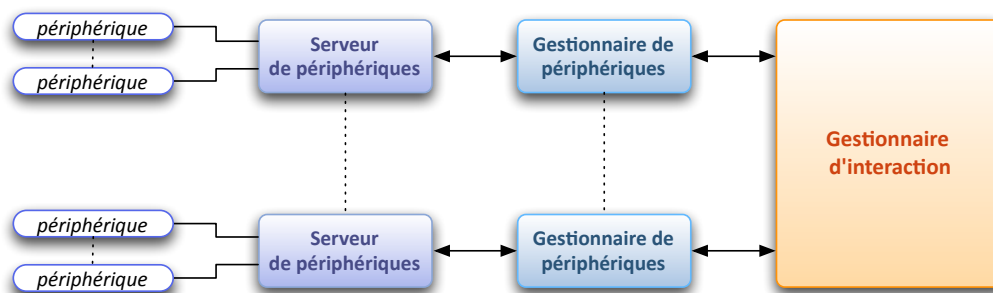 périphérique
périphérique
Serveur
de périphériques
Gestionnaire de
périphériques
Gestionnaire
d'interaction
périphérique
périphérique
Serveur
de périphériques
Gestionnaire de
périphériques